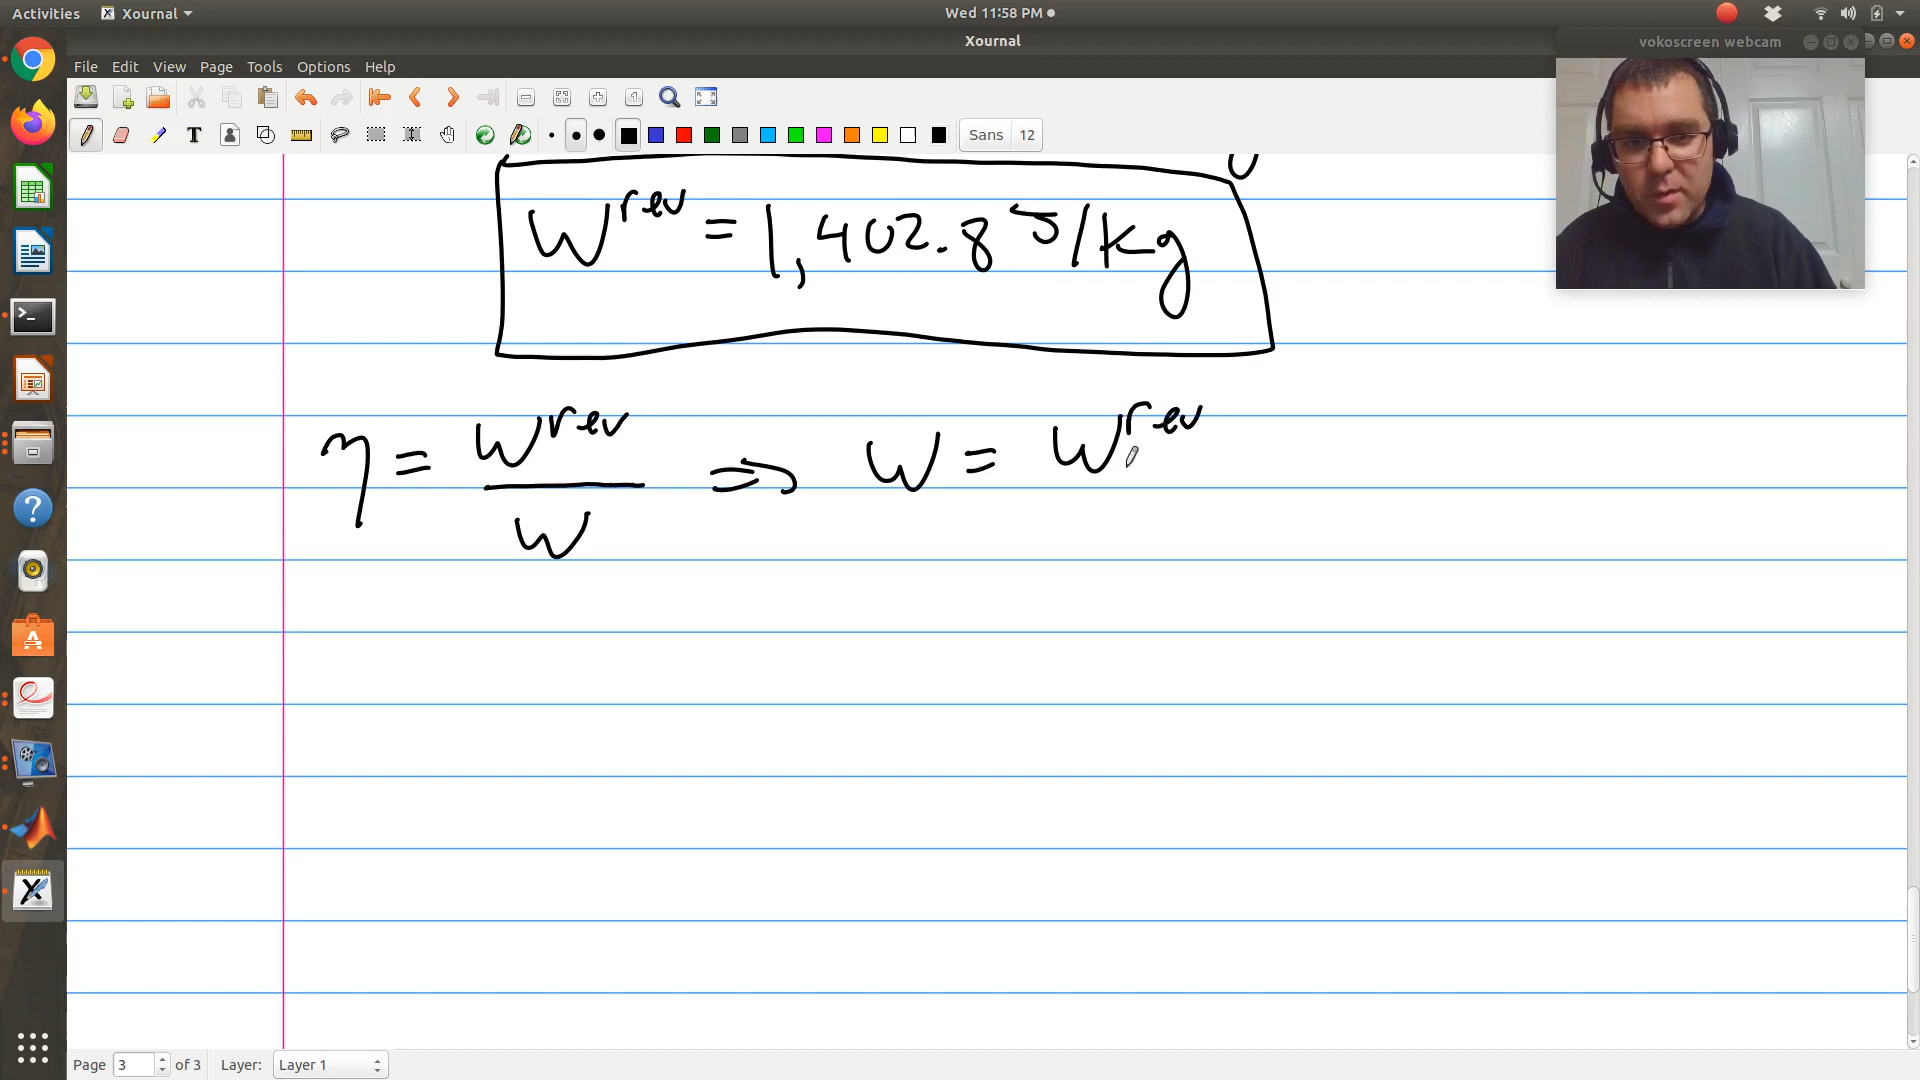 Activities Xournal Wed 11:58 PM
Xournal
vokoscreen webcam
File Edit View Page Tools Options Help
T Sans 12
W^rev = 1,402.8 J/kg
η = W^rev / W ⇒ W = W^rev
Page 3 of 3 Layer: Layer 1